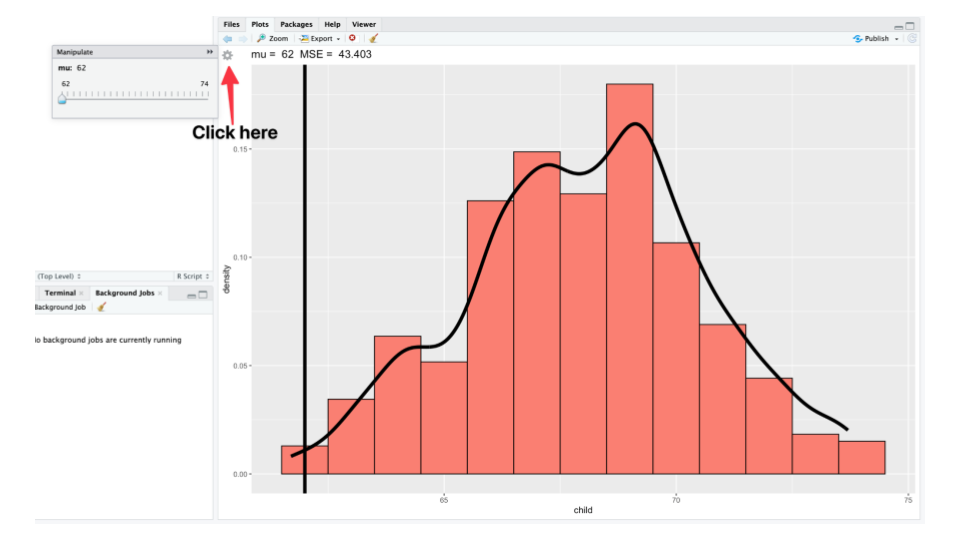 Files Plots Packages Help Viewer
Zoom Export Publish
Manipulate
mu = 62 MSE = 43.403
mu: 62
62 74
Click here
0.15
0.10
0.05
0.00
density
65 70 75
child
(Top Level) R Script
Terminal × Background Jobs ×
Background Job
lo background jobs are currently running